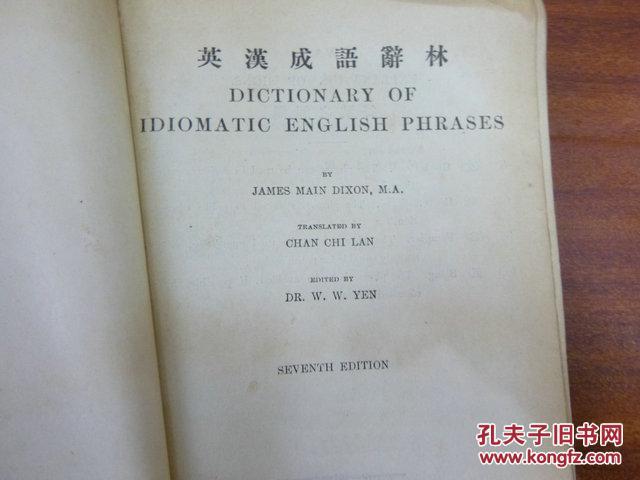 英漢成語辭林
DICTIONARY OF
IDIOMATIC ENGLISH PHRASES
BY
JAMES MAIN DIXON, M.A.
TRANSLATED BY
CHAN CHI LAN
EDITED BY
DR. W. W. YEN
SEVENTH EDITION
孔夫子旧书网
www.kongfz.com